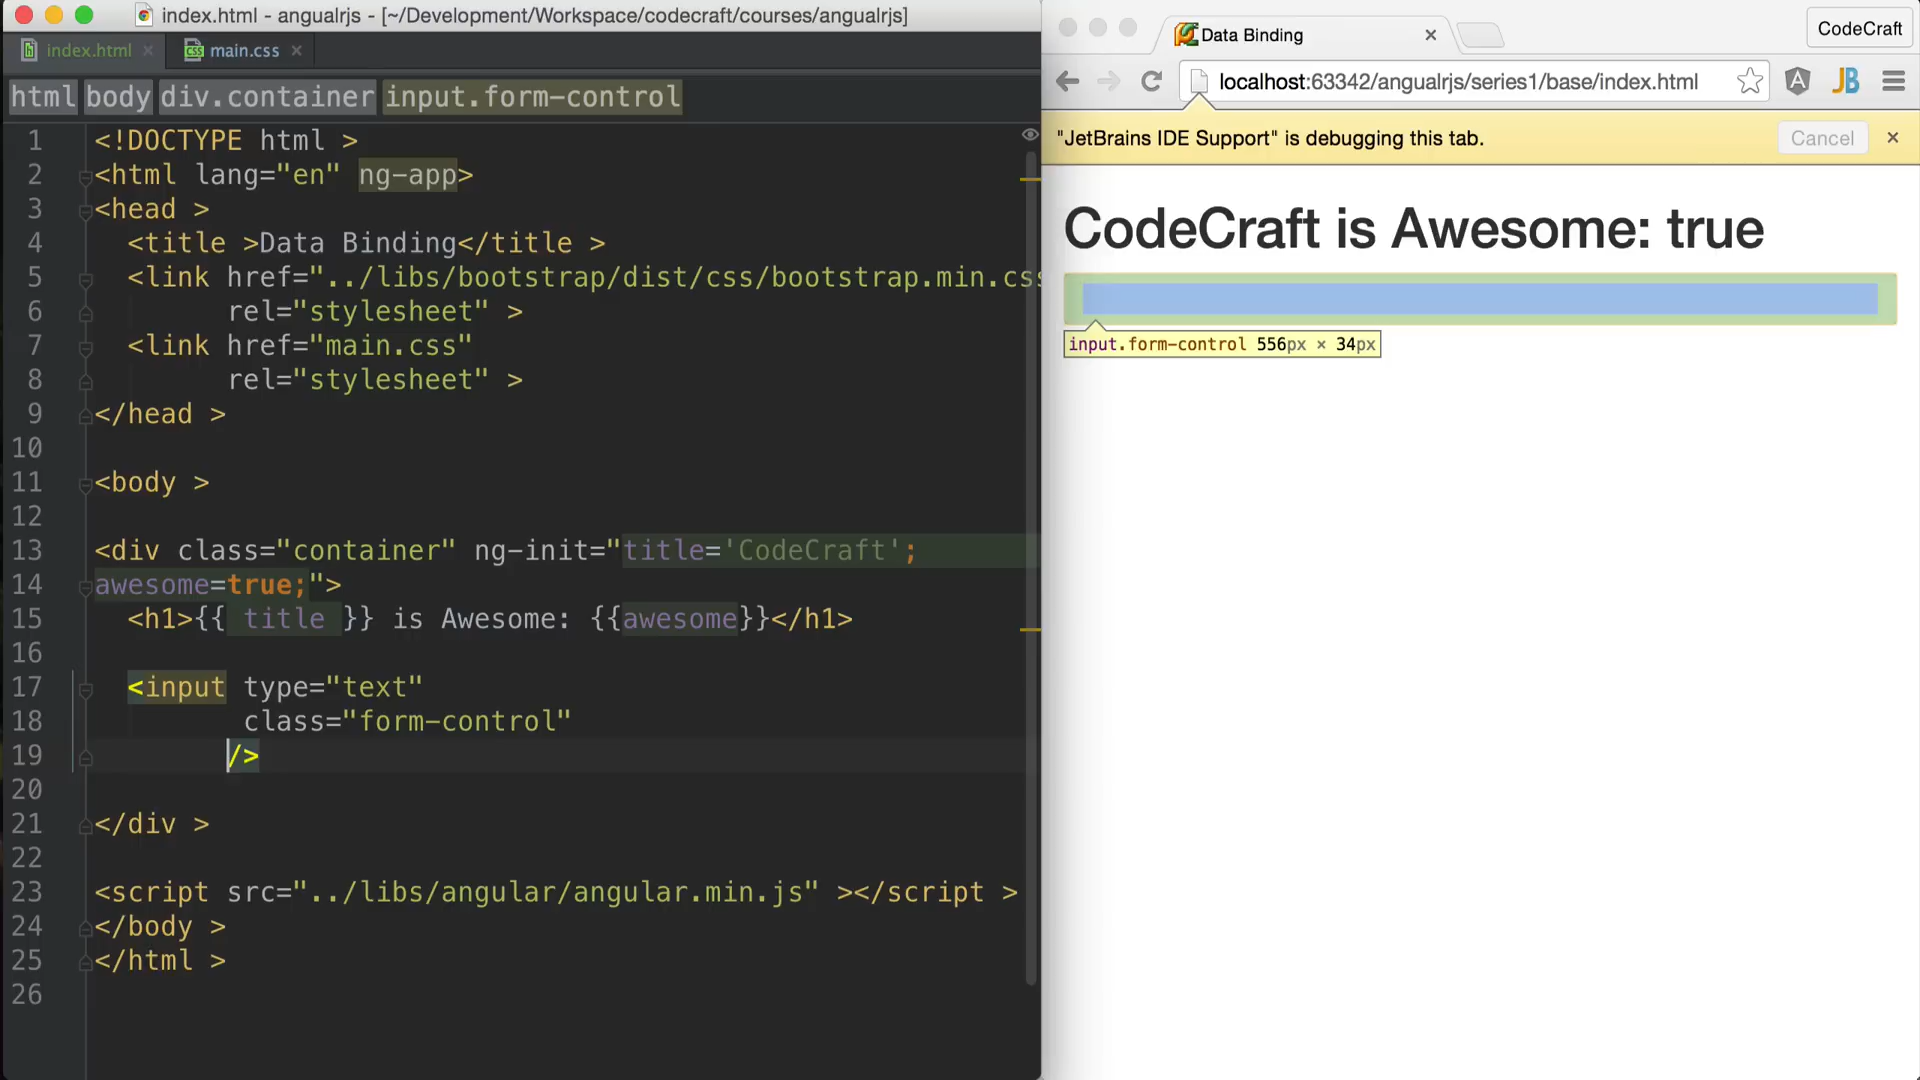 index.html - angualrjs - [~/Development/Workspace/codecraft/courses/angualrjs]
index.html
main.css
html body div.container input.form-control
1 <!DOCTYPE html >
2 <html lang="en" ng-app>
3 <head >
4 <title >Data Binding</title >
5 <link href="../libs/bootstrap/dist/css/bootstrap.min.css
6 rel="stylesheet" >
7 <link href="main.css"
8 rel="stylesheet" >
9 </head >
10
11 <body >
12
13 <div class="container" ng-init="title='CodeCraft';
14 awesome=true;">
15 <h1>{{ title }} is Awesome: {{awesome}}</h1>
16
17 <input type="text"
18 class="form-control"
19 />
20
21 </div >
22
23 <script src="../libs/angular/angular.min.js" ></script >
24 </body >
25 </html >
26
Data Binding
CodeCraft
localhost:63342/angualrjs/series1/base/index.html
JB
"JetBrains IDE Support" is debugging this tab.
Cancel
CodeCraft is Awesome: true
input.form-control 556px × 34px